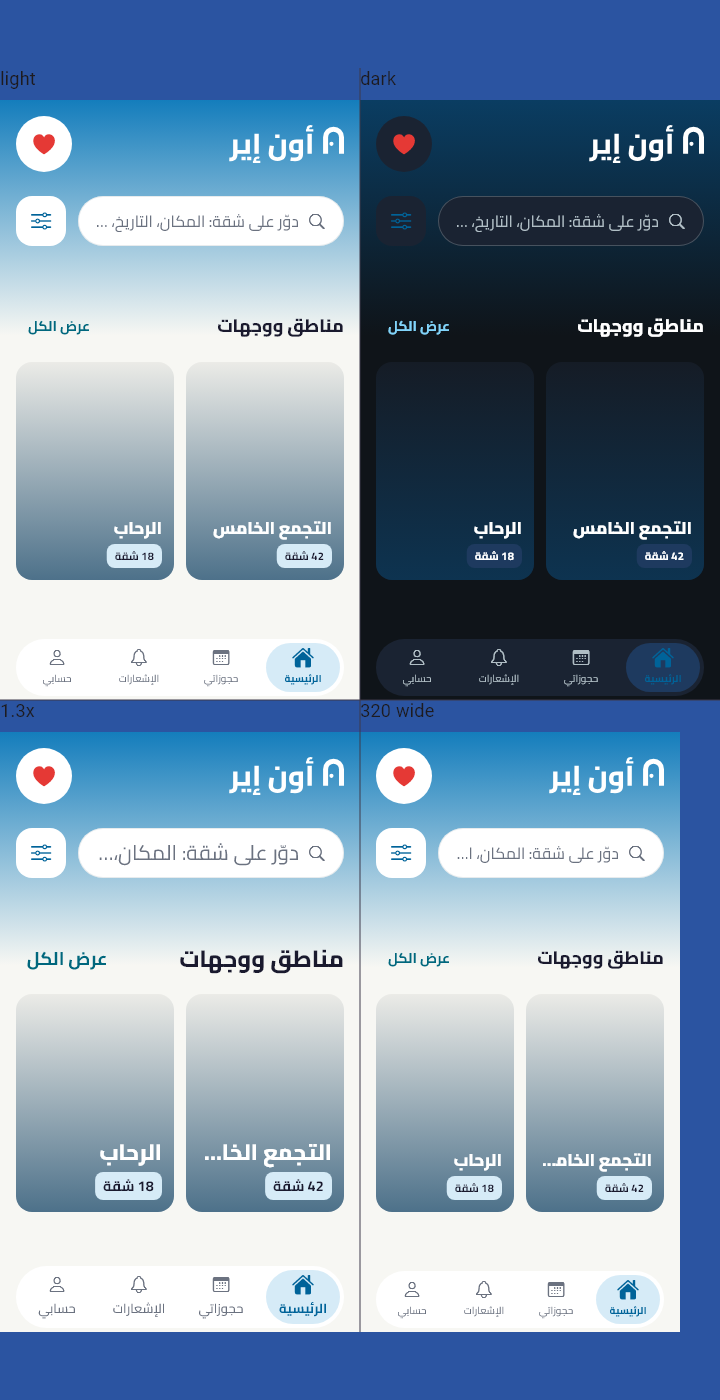 light
أون إير
دوّر على شقة: المكان، التاريخ، ...
مناطق ووجهات
عرض الكل
التجمع الخامس
42 شقة
الرحاب
18 شقة
الرئيسية
حجوزاتي
الإشعارات
حسابي
dark
أون إير
دوّر على شقة: المكان، التاريخ، ...
مناطق ووجهات
عرض الكل
التجمع الخامس
42 شقة
الرحاب
18 شقة
الرئيسية
حجوزاتي
الإشعارات
حسابي
1.3x
أون إير
دوّر على شقة: المكان،...
مناطق ووجهات
عرض الكل
التجمع الخا...
42 شقة
الرحاب
18 شقة
الرئيسية
حجوزاتي
الإشعارات
حسابي
320 wide
أون إير
دوّر على شقة: المكان، ا...
مناطق ووجهات
عرض الكل
التجمع الخام...
42 شقة
الرحاب
18 شقة
الرئيسية
حجوزاتي
الإشعارات
حسابي